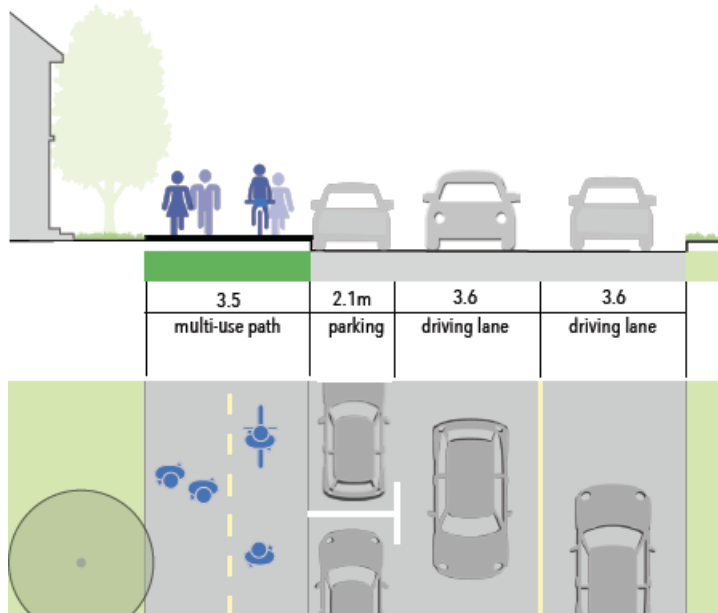 3.5 2.1m 3.6 3.6
multi-use path parking driving lane driving lane